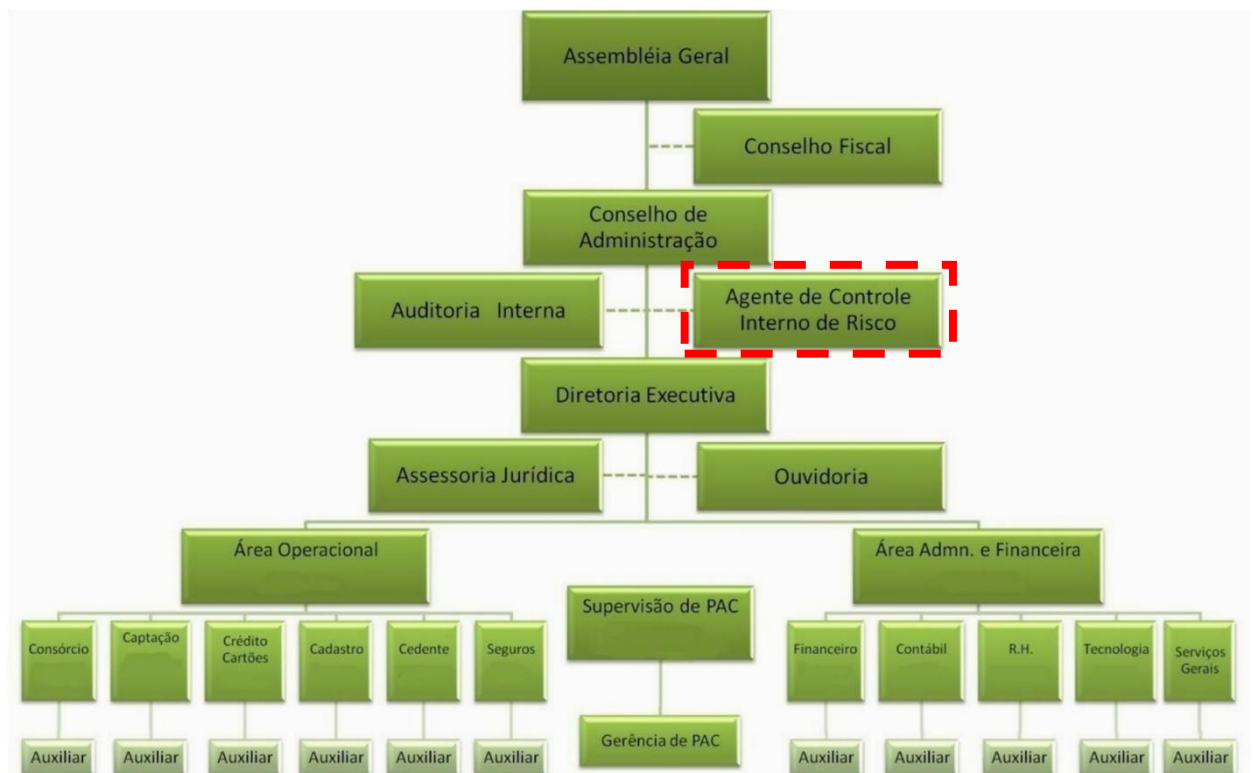 Assembléia Geral
Conselho Fiscal
Conselho de
Administração
Auditoria Interna
Agente de Controle
Interno de Risco
Diretoria Executiva
Assessoria Jurídica
Ouvidoria
Área Operacional
Área Admn. e Financeira
Supervisão de PAC
Consórcio
Captação
Crédito
Cartões
Cadastro
Cedente
Seguros
Financeiro
Contábil
R.H.
Tecnologia
Serviços
Gerais
Gerência de PAC
Auxiliar
Auxiliar
Auxiliar
Auxiliar
Auxiliar
Auxiliar
Auxiliar
Auxiliar
Auxiliar
Auxiliar
Auxiliar